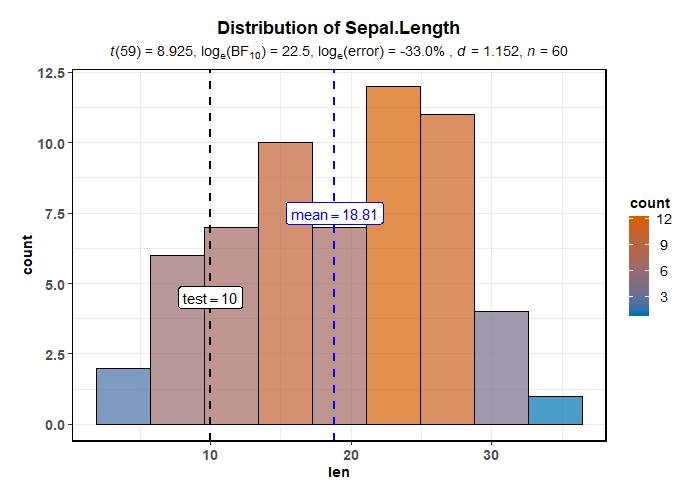 Distribution of Sepal.Length
t(59) = 8.925, logₑ(BF₁₀) = 22.5, logₑ(error) = -33.0% , d = 1.152, n = 60
12.5
10.0
7.5
5.0
2.5
0.0
count
mean = 18.81
test = 10
10
20
30
len
count
12
9
6
3